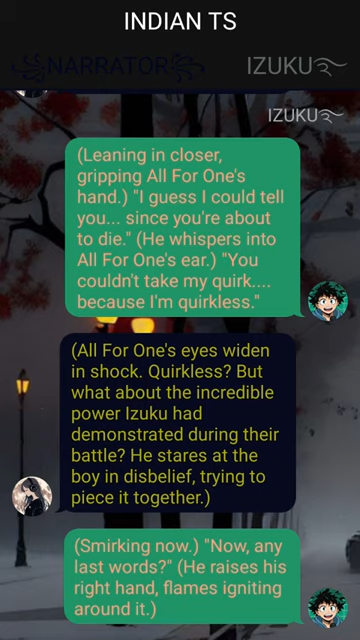 INDIAN TS
꧁NARRATOR꧂ IZUKU࿐
IZUKU࿐
(Leaning in closer,
gripping All For One's
hand.) "I guess I could tell
you... since you're about
to die." (He whispers into
All For One's ear.) "You
couldn't take my quirk....
because I'm quirkless."
(All For One's eyes widen
in shock. Quirkless? But
what about the incredible
power Izuku had
demonstrated during their
battle? He stares at the
boy in disbelief, trying to
piece it together.)
(Smirking now.) "Now, any
last words?" (He raises his
right hand, flames igniting
around it.)